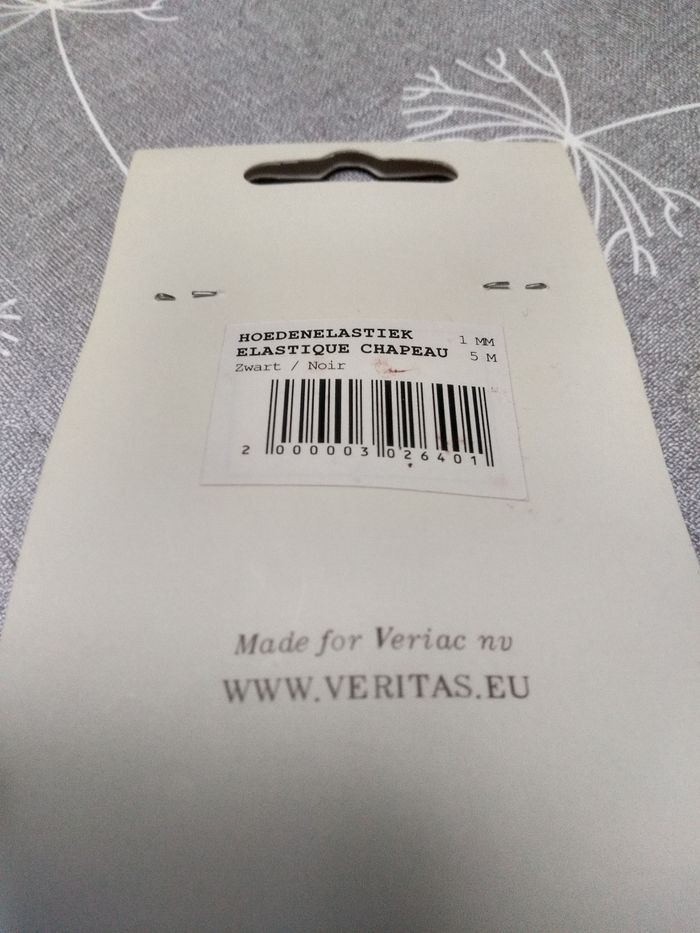 HOEDENELASTIEK 1 MM
ELASTIQUE CHAPEAU 5 M
Zwart / Noir
2 000003 026401
Made for Veriac nv
WWW.VERITAS.EU